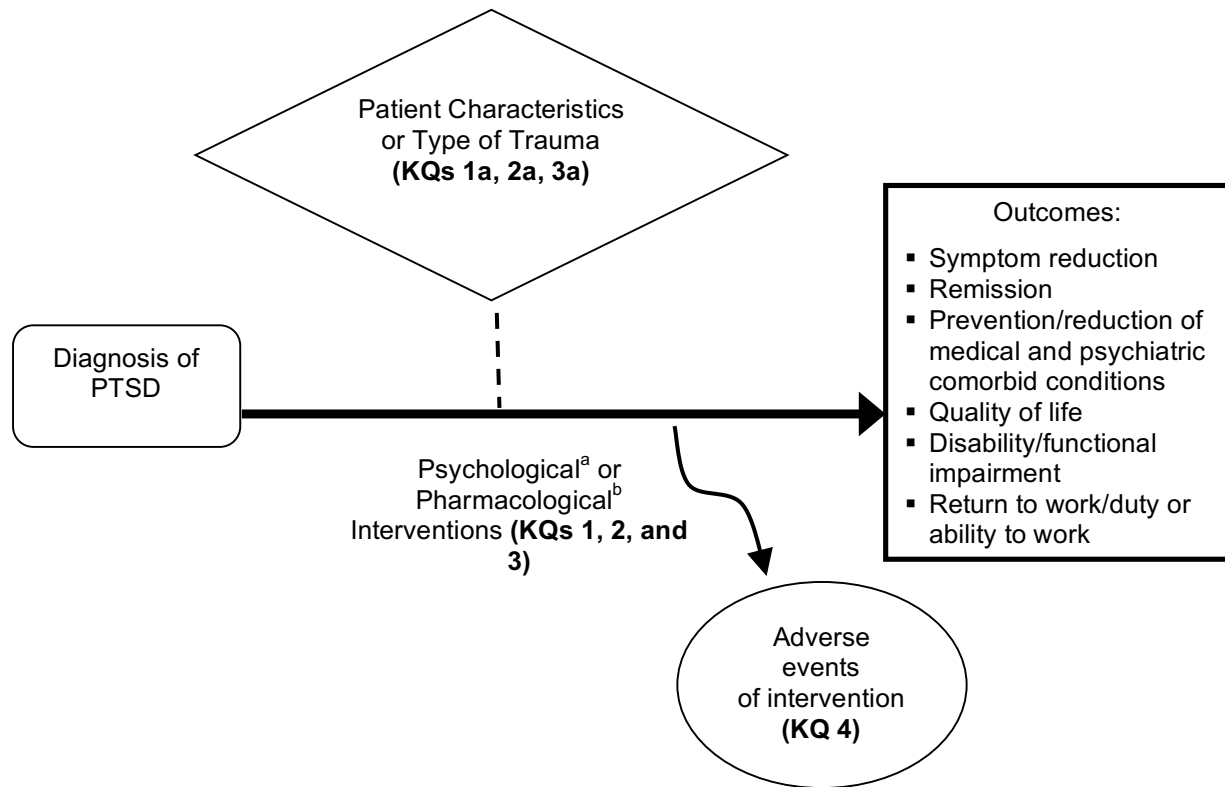 Patient Characteristics
or Type of Trauma
(KQs 1a, 2a, 3a)
Diagnosis of
PTSD
Psychologicalᵃ or
Pharmacologicalᵇ
Interventions (KQs 1, 2, and
3)
Outcomes:
▪ Symptom reduction
▪ Remission
▪ Prevention/reduction of
medical and psychiatric
comorbid conditions
▪ Quality of life
▪ Disability/functional
impairment
▪ Return to work/duty or
ability to work
Adverse
events
of intervention
(KQ 4)